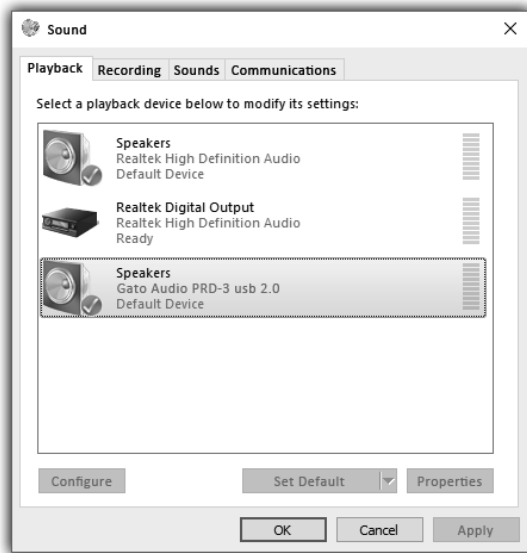 Sound
Playback Recording Sounds Communications
Select a playback device below to modify its settings:
Speakers
Realtek High Definition Audio
Default Device
Realtek Digital Output
Realtek High Definition Audio
Ready
Speakers
Gato Audio PRD-3 usb 2.0
Default Device
Configure Set Default Properties
OK Cancel Apply